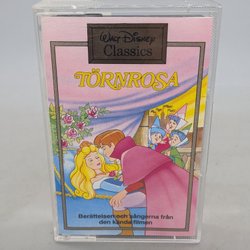 Walt Disney
Classics
TÖRNROSA
Berättelsen och sångerna från
den kända filmen